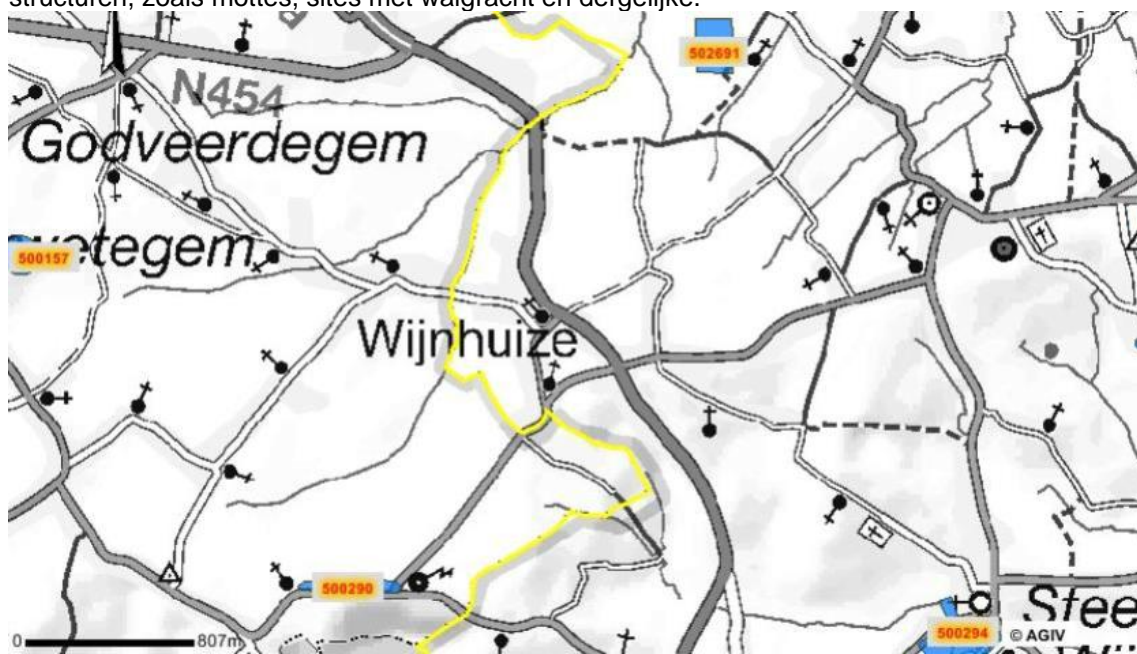 structuren, zoals mottes, sites met walgracht en dergelijke.
502691
N454
Godveerdegem
500157
etegem
Wijnhuize
500290
Stee
500294
© AGIV
0 807m